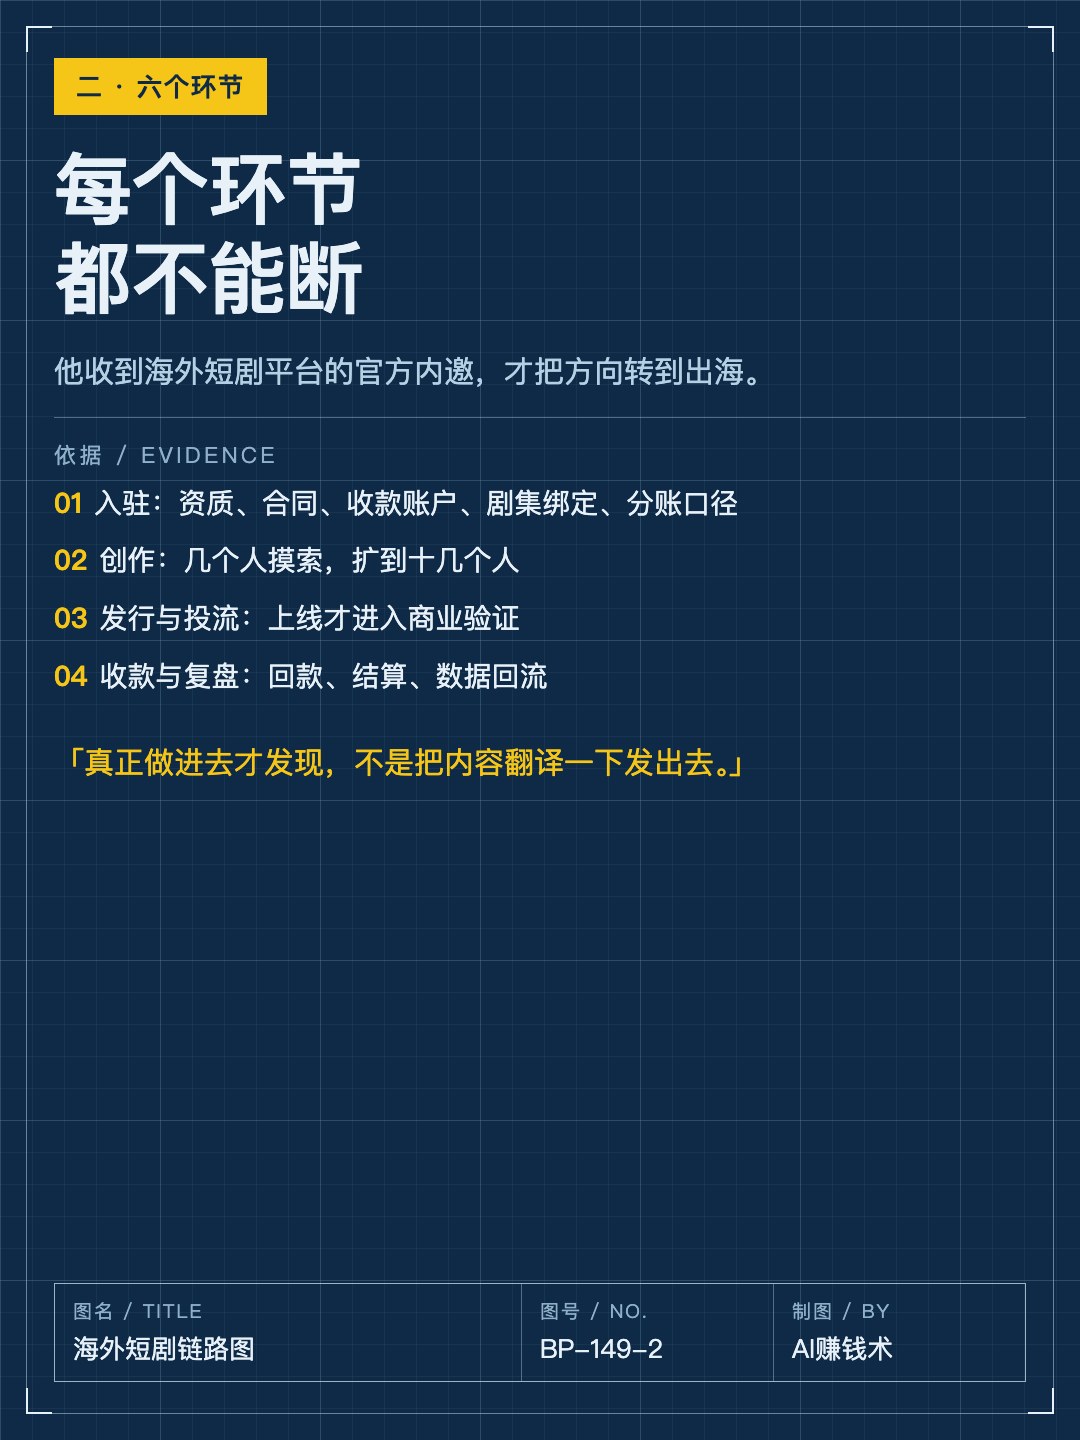 二 · 六个环节
每个环节
都不能断
他收到海外短剧平台的官方内邀，才把方向转到出海。
依据 / EVIDENCE
01 入驻：资质、合同、收款账户、剧集绑定、分账口径
02 创作：几个人摸索，扩到十几个人
03 发行与投流：上线才进入商业验证
04 收款与复盘：回款、结算、数据回流
「真正做进去才发现，不是把内容翻译一下发出去。」
图名 / TITLE
海外短剧链路图
图号 / NO.
BP-149-2
制图 / BY
AI赚钱术